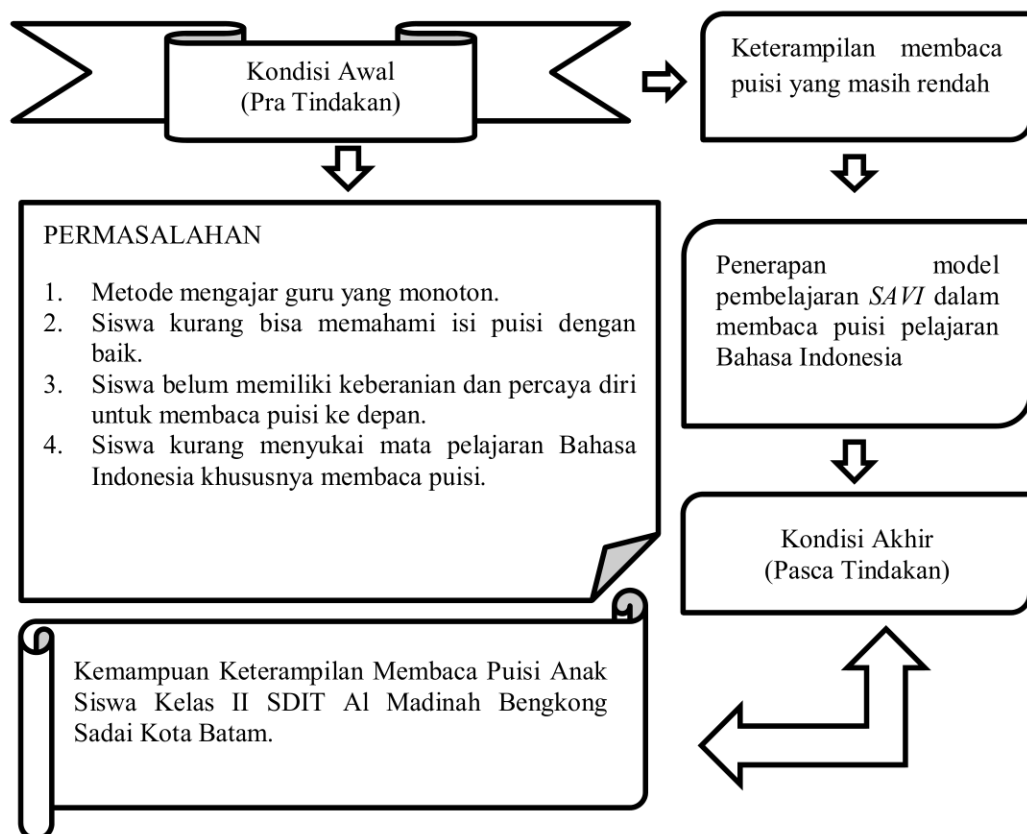 Kondisi Awal
(Pra Tindakan)
Keterampilan membaca
puisi yang masih rendah
PERMASALAHAN
1. Metode mengajar guru yang monoton.
2. Siswa kurang bisa memahami isi puisi dengan
baik.
3. Siswa belum memiliki keberanian dan percaya diri
untuk membaca puisi ke depan.
4. Siswa kurang menyukai mata pelajaran Bahasa
Indonesia khususnya membaca puisi.
Penerapan model
pembelajaran SAVI dalam
membaca puisi pelajaran
Bahasa Indonesia
Kondisi Akhir
(Pasca Tindakan)
Kemampuan Keterampilan Membaca Puisi Anak
Siswa Kelas II SDIT Al Madinah Bengkong
Sadai Kota Batam.